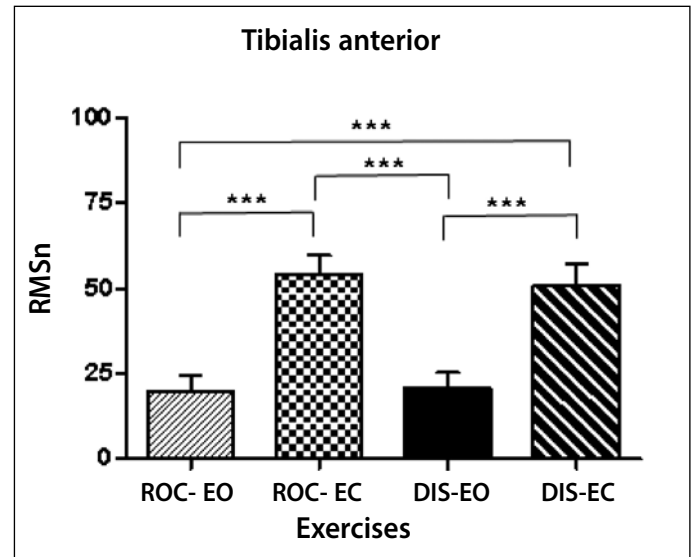 Tibialis anterior
100
***
***
75
***
***
RMSn
50
25
0
ROC- EO ROC- EC DIS-EO DIS-EC
Exercises